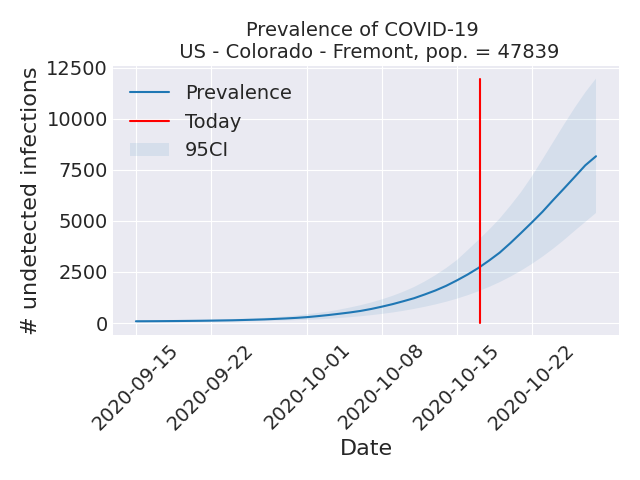 Prevalence of COVID-19
US - Colorado - Fremont, pop. = 47839
# undetected infections
12500
10000
7500
5000
2500
0
Prevalence
Today
95CI
2020-09-15
2020-09-22
2020-10-01
2020-10-08
2020-10-15
2020-10-22
Date